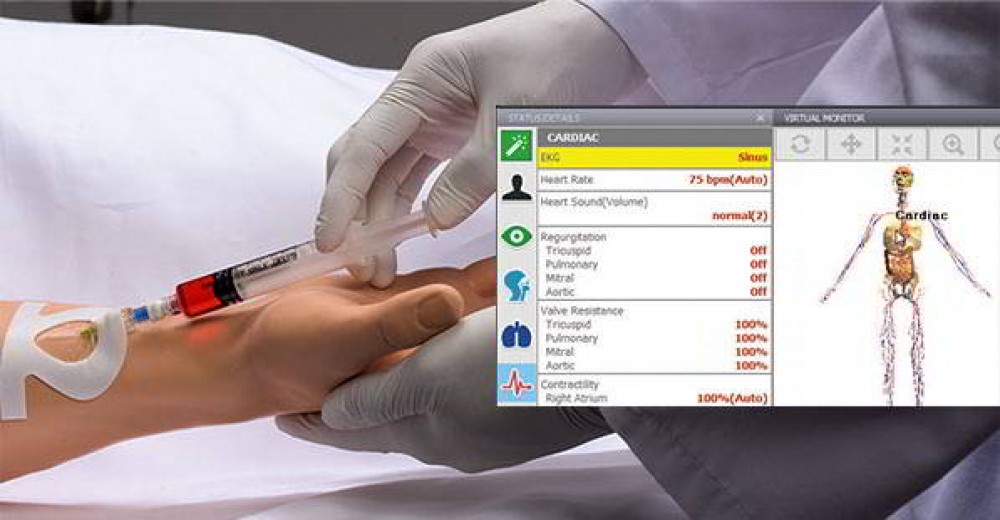 STATUS/DETAILS
VIRTUAL MONITOR
CARDIAC
EKG Sinus
Heart Rate 75 bpm(Auto)
Heart Sound(Volume)
normal(2)
Regurgitation
Tricuspid Off
Pulmonary Off
Mitral Off
Aortic Off
Valve Resistance
Tricuspid 100%
Pulmonary 100%
Mitral 100%
Aortic 100%
Contractility
Right Atrium 100%(Auto)
Cardiac